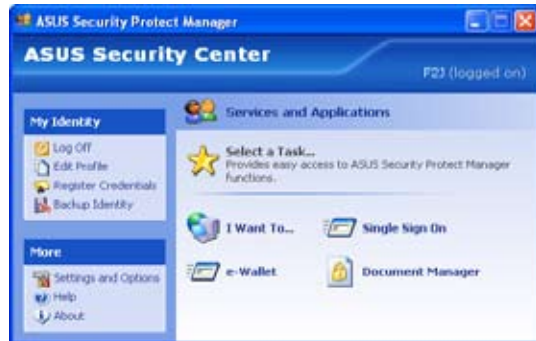 ASUS Security Protect Manager
ASUS Security Center
F2J (logged on)
My Identity
Log Off
Edit Profile
Register Credentials
Backup Identity
More
Settings and Options
Help
About
Services and Applications
Select a Task...
Provides easy access to ASUS Security Protect Manager
functions.
I Want To...
Single Sign On
e-Wallet
Document Manager